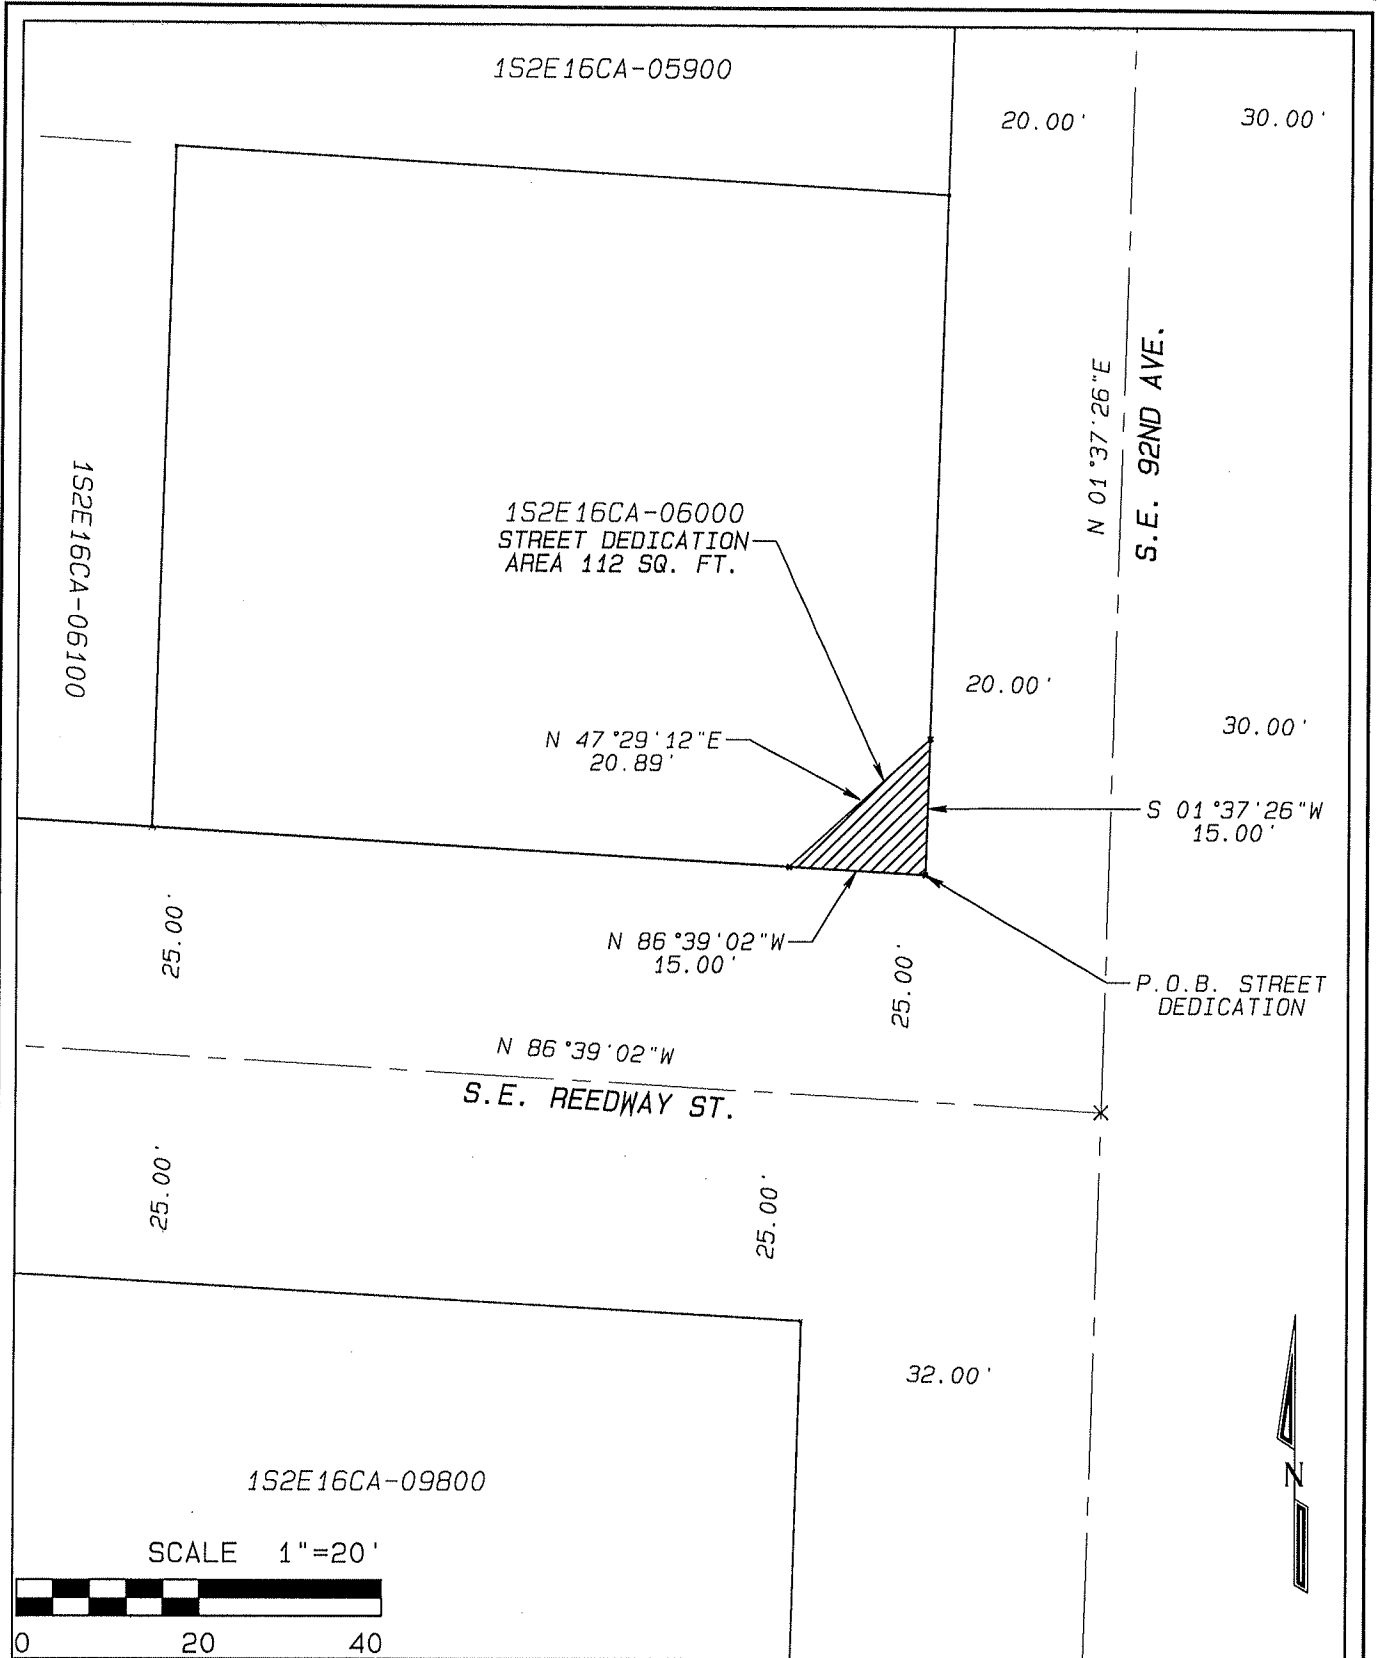 1S2E16CA-05900
20.00'
30.00'
N 01°37'26"E
S.E. 92ND AVE.
1S2E16CA-06100
1S2E16CA-06000
STREET DEDICATION
AREA 112 SQ. FT.
20.00'
30.00'
N 47°29'12"E
20.89'
S 01°37'26"W
15.00'
25.00'
N 86°39'02"W
15.00'
25.00'
P.O.B. STREET
DEDICATION
N 86°39'02"W
S.E. REEDWAY ST.
25.00'
25.00'
32.00'
1S2E16CA-09800
N
SCALE 1"=20'
0 20 40